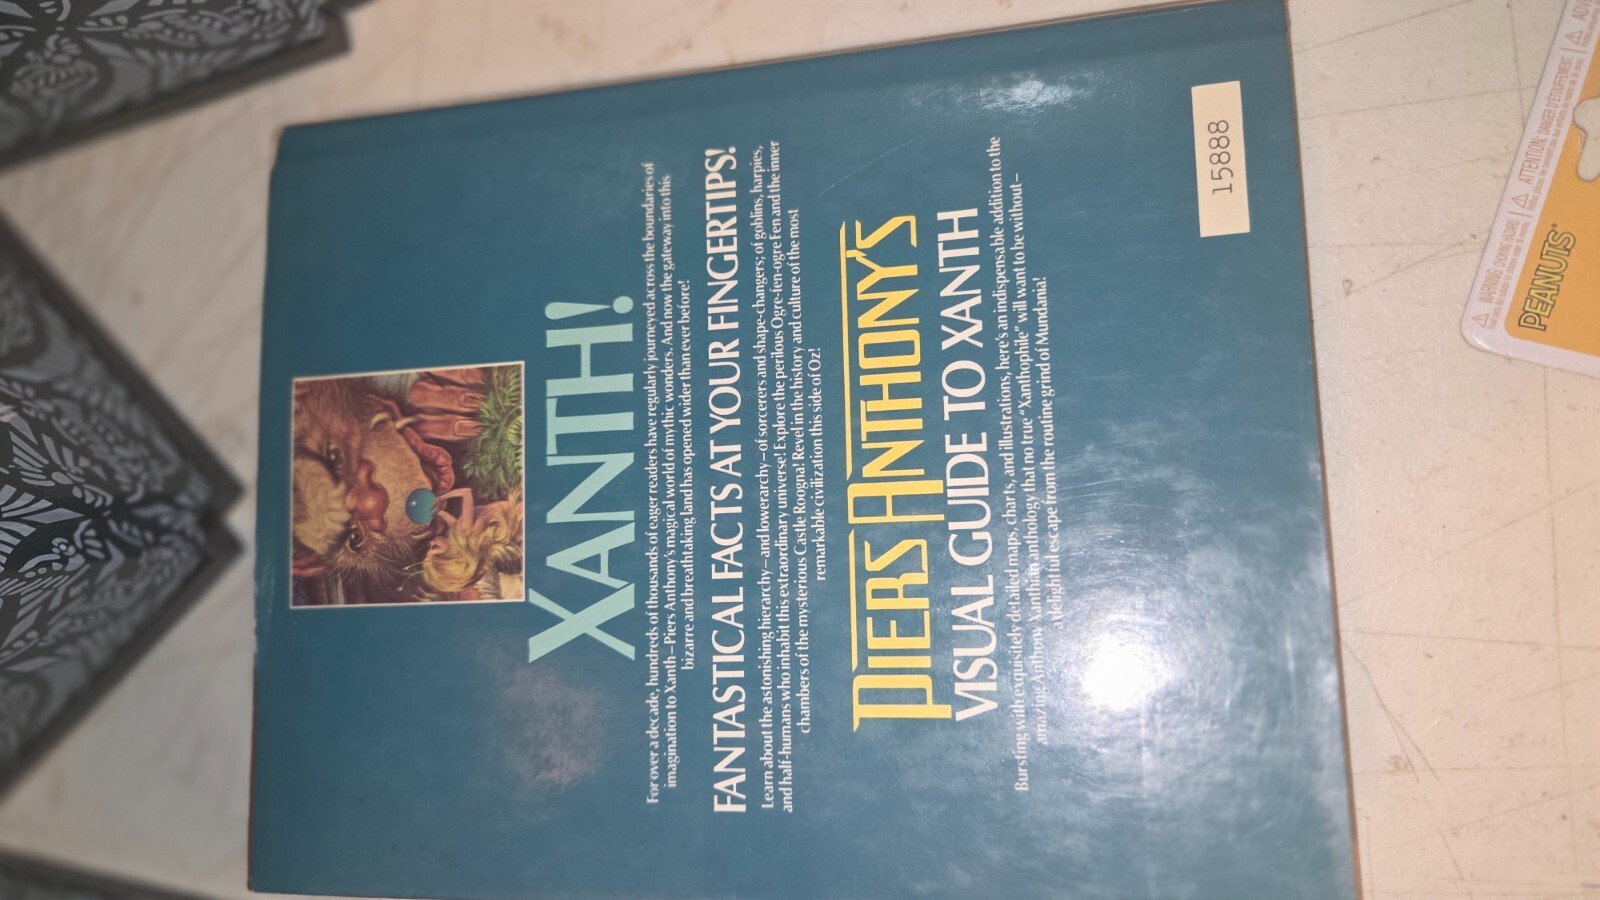 XANTH!
For over a decade, hundreds of thousands of eager readers have regularly journeyed across the boundaries of
imagination to Xanth – Piers Anthony's magical world of mythic wonders. And now the gateway into this
bizarre and breathtaking land has opened wider than ever before!
FANTASTICAL FACTS AT YOUR FINGERTIPS!
Learn about the astonishing hierarchy – and lowerarchy – of sorcerers and shape-changers; of goblins, harpies,
and half-humans who inhabit this extraordinary universe! Explore the perilous Ogre-fen-ogre Fen and the inner
chambers of the mysterious Castle Roogna! Revel in the history and culture of the most
remarkable civilization this side of Oz!
PIERS ANTHONY'S
VISUAL GUIDE TO XANTH
Bursting with exquisitely detailed maps, charts, and illustrations, here's an indispensable addition to the
amazing Anthony Xanthian anthology that no true "Xanthophile" will want to be without –
a delightful escape from the routine grind of Mundania!
15888
WARNING: CHOKING HAZARD
ATTENTION: DANGER D'ÉTOUFFEMENT
PEANUTS